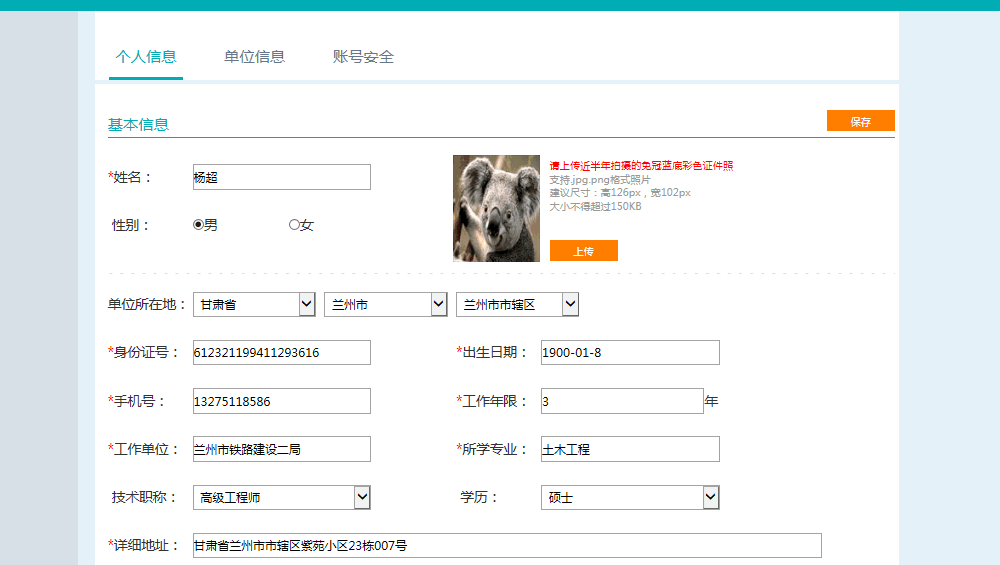 个人信息 单位信息 账号安全
基本信息 保存
*姓名： 杨超
请上传近半年拍摄的免冠蓝底彩色证件照
支持.jpg.png格式照片
建议尺寸：高126px，宽102px
大小不得超过150KB
性别： 男 女
上传
单位所在地： 甘肃省 兰州市 兰州市市辖区
*身份证号： 612321199411293616 *出生日期： 1900-01-8
*手机号： 13275118586 *工作年限： 3 年
*工作单位： 兰州市铁路建设二局 *所学专业： 土木工程
技术职称： 高级工程师 学历： 硕士
*详细地址： 甘肃省兰州市市辖区紫苑小区23栋007号